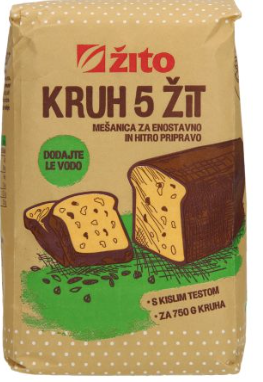 žito
KRUH 5 ŽIT
MEŠANICA ZA ENOSTAVNO
IN HITRO PRIPRAVO
DODAJTE
LE VODO
• S KISLIM TESTOM
• ZA 750 G KRUHA